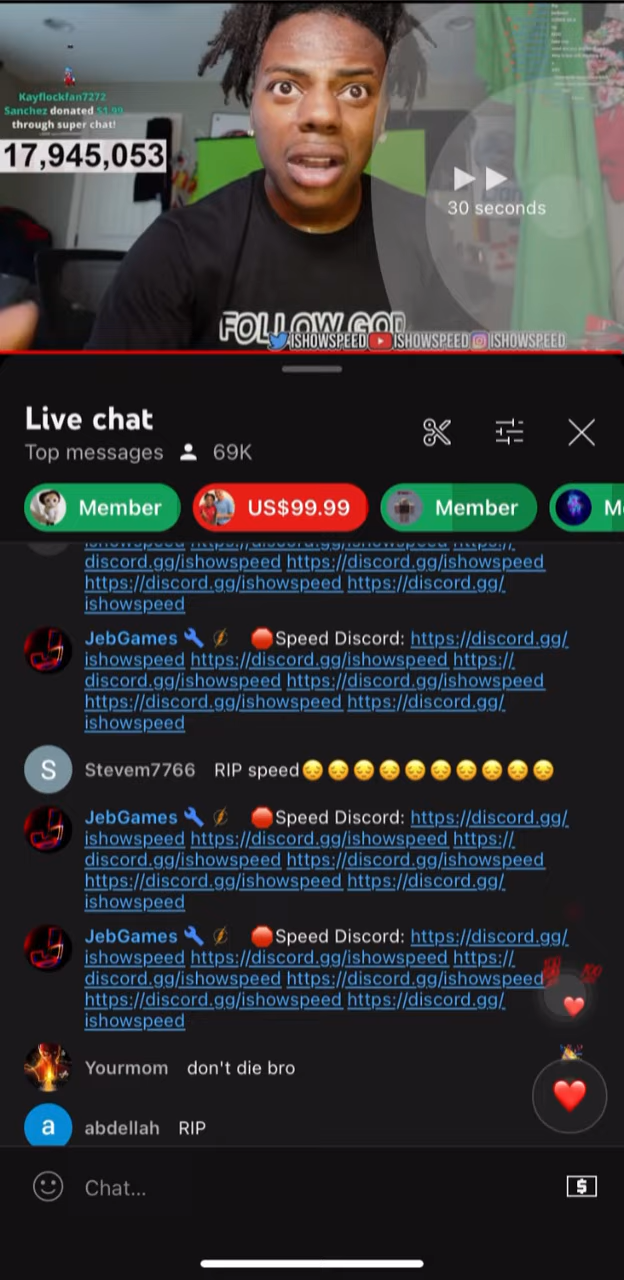 Kayflockfan7272
Sanchez donated $1.99
through super chat!
17,945,053
30 seconds
FOLLOW GOD
ISHOWSPEED ISHOWSPEED ISHOWSPEED
Live chat
Top messages 69K
Member US$99.99 Member
ishowspeed https://discord.gg/ishowspeed https://
discord.gg/ishowspeed https://discord.gg/ishowspeed
https://discord.gg/ishowspeed https://discord.gg/
ishowspeed
JebGames 🔧 🛑Speed Discord: https://discord.gg/
ishowspeed https://discord.gg/ishowspeed https://
discord.gg/ishowspeed https://discord.gg/ishowspeed
https://discord.gg/ishowspeed https://discord.gg/
ishowspeed
S Stevem7766 RIP speed😔😔😔😔😔😔😔😔😔😔
JebGames 🔧 🛑Speed Discord: https://discord.gg/
ishowspeed https://discord.gg/ishowspeed https://
discord.gg/ishowspeed https://discord.gg/ishowspeed
https://discord.gg/ishowspeed https://discord.gg/
ishowspeed
JebGames 🔧 🛑Speed Discord: https://discord.gg/
ishowspeed https://discord.gg/ishowspeed https://
discord.gg/ishowspeed https://discord.gg/ishowspeed
https://discord.gg/ishowspeed https://discord.gg/
ishowspeed
Yourmom don't die bro
a abdellah RIP
Chat...